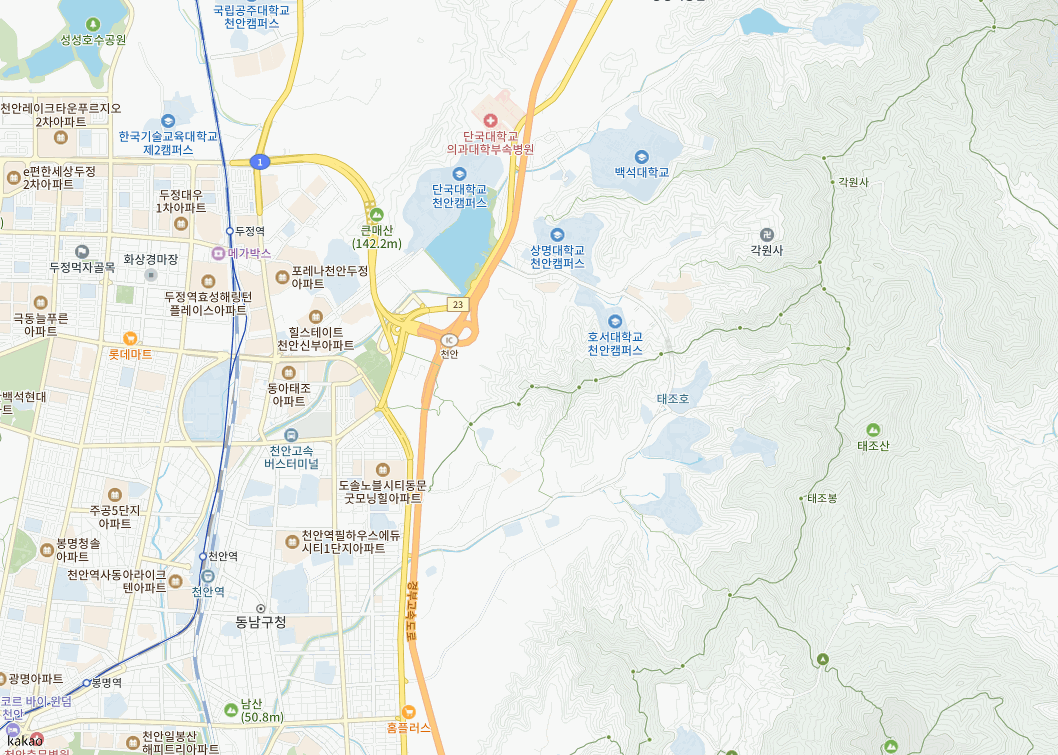 국립공주대학교
천안캠퍼스
성성호수공원
천안레이크타운푸르지오
2차아파트
한국기술교육대학교
제2캠퍼스
단국대학교
의과대학부속병원
1
e편한세상두정
2차아파트
단국대학교
천안캠퍼스
백석대학교
두정대우
1차아파트
각원사
큰매산
(142.2m)
두정역
메가박스
상명대학교
천안캠퍼스
각원사
두정먹자골목
화상경마장
포레나천안두정
아파트
두정역효성해링턴
플레이스아파트
23
극동늘푸른
아파트
힐스테이트
천안신부아파트
호서대학교
천안캠퍼스
롯데마트
IC
천안
동아태조
아파트
백석현대
태조호
천안고속
버스터미널
태조산
도솔노블시티동문
굿모닝힐아파트
태조봉
주공5단지
아파트
천안역필하우스에듀
시티1단지아파트
봉명청솔
아파트
천안역
천안역사동아라이크
텐아파트
천안역
경부고속도로
동남구청
광명아파트
봉명역
코르 바이 윈덤
천안
남산
(50.8m)
홈플러스
천안일봉산
해피트리아파트
kakao